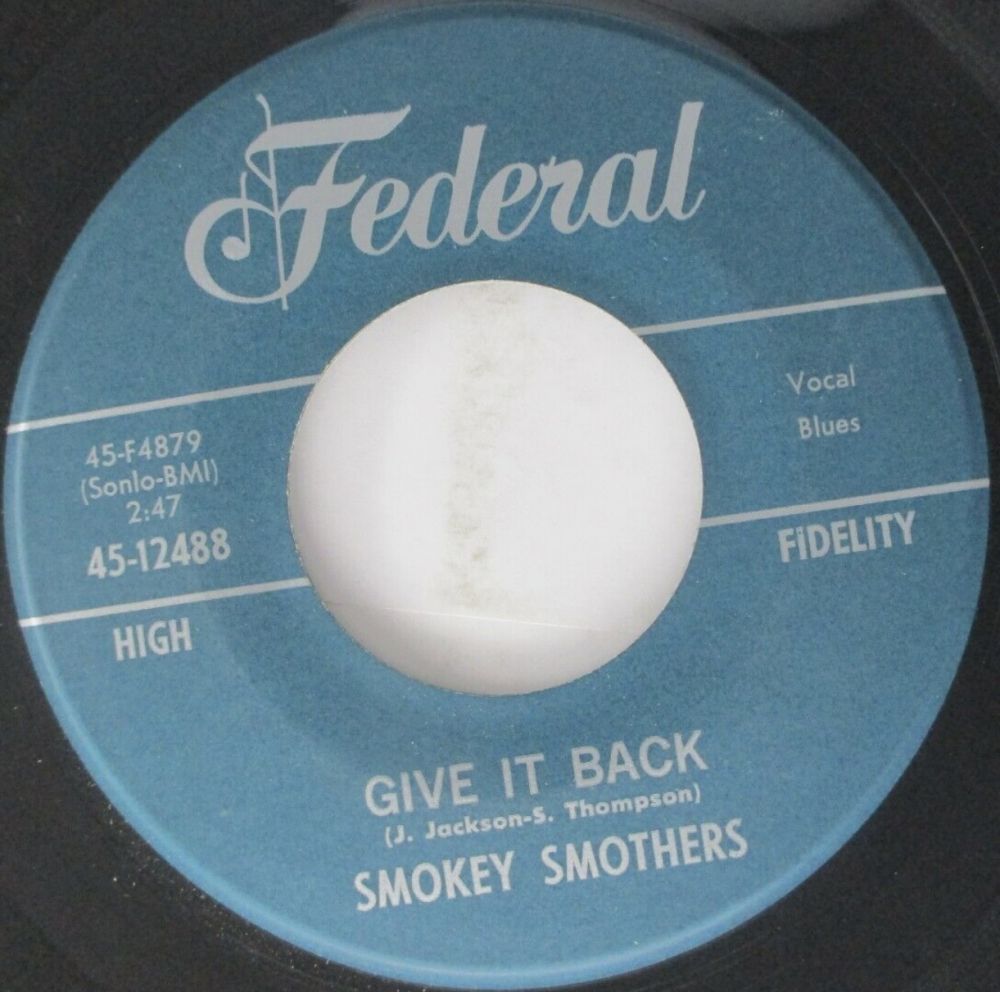 Federal
Vocal
Blues
45-F4879
(Sonlo-BMI)
2:47
45-12488
HIGH
FIDELITY
GIVE IT BACK
(J. Jackson-S. Thompson)
SMOKEY SMOTHERS